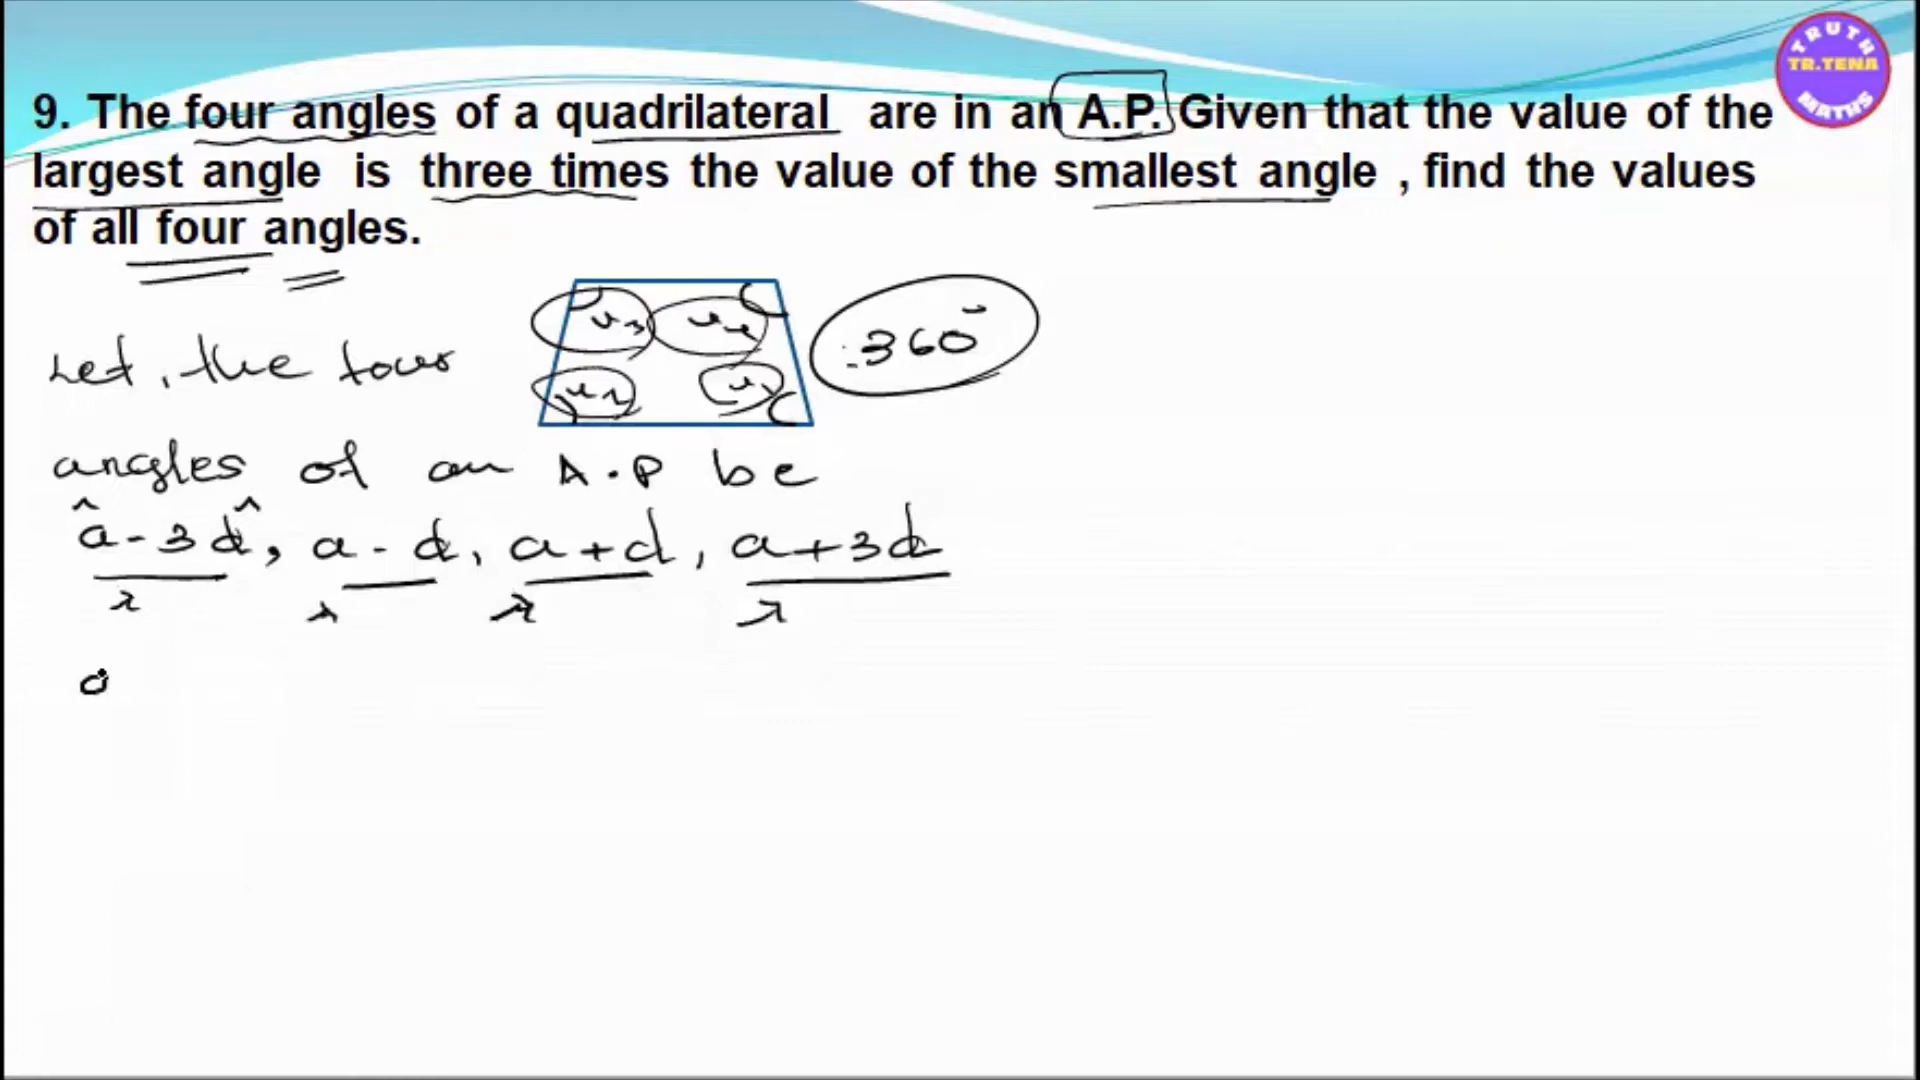 TRUTH
TR.TENA
MATHS
9. The four angles of a quadrilateral are in an A.P. Given that the value of the
largest angle is three times the value of the smallest angle , find the values
of all four angles.
Let, the four
360°
angles of an A.P be
a-3d, a-d, a+d, a+3d